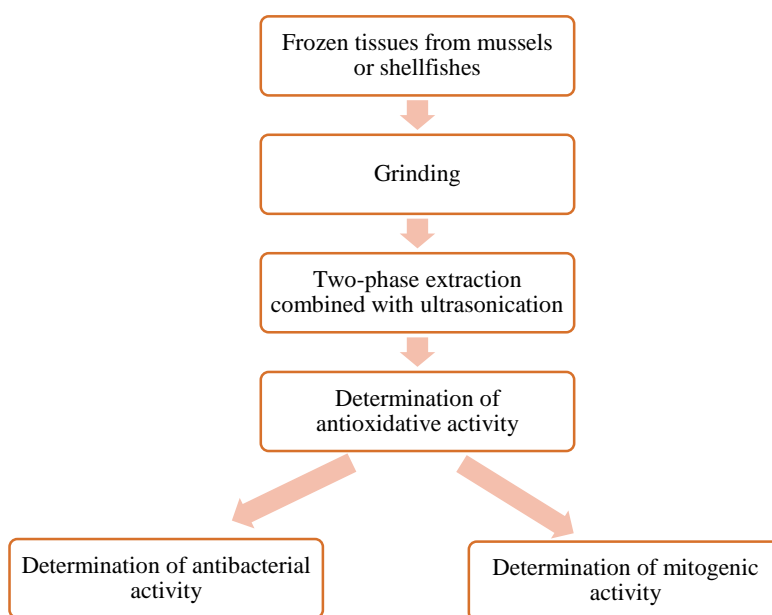 Frozen tissues from mussels
or shellfishes
Grinding
Two-phase extraction
combined with ultrasonication
Determination of
antioxidative activity
Determination of antibacterial
activity
Determination of mitogenic
activity